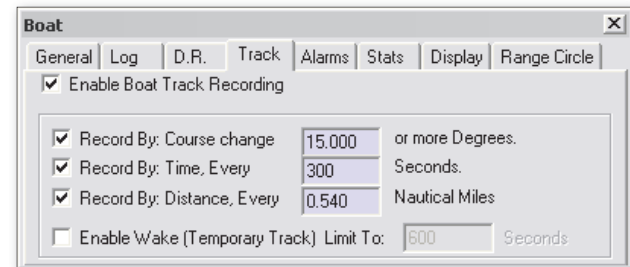 Boat
General Log D.R. Track Alarms Stats Display Range Circle
Enable Boat Track Recording
Record By: Course change 15.000 or more Degrees.
Record By: Time, Every 300 Seconds.
Record By: Distance, Every 0.540 Nautical Miles
Enable Wake (Temporary Track) Limit To: 600 Seconds